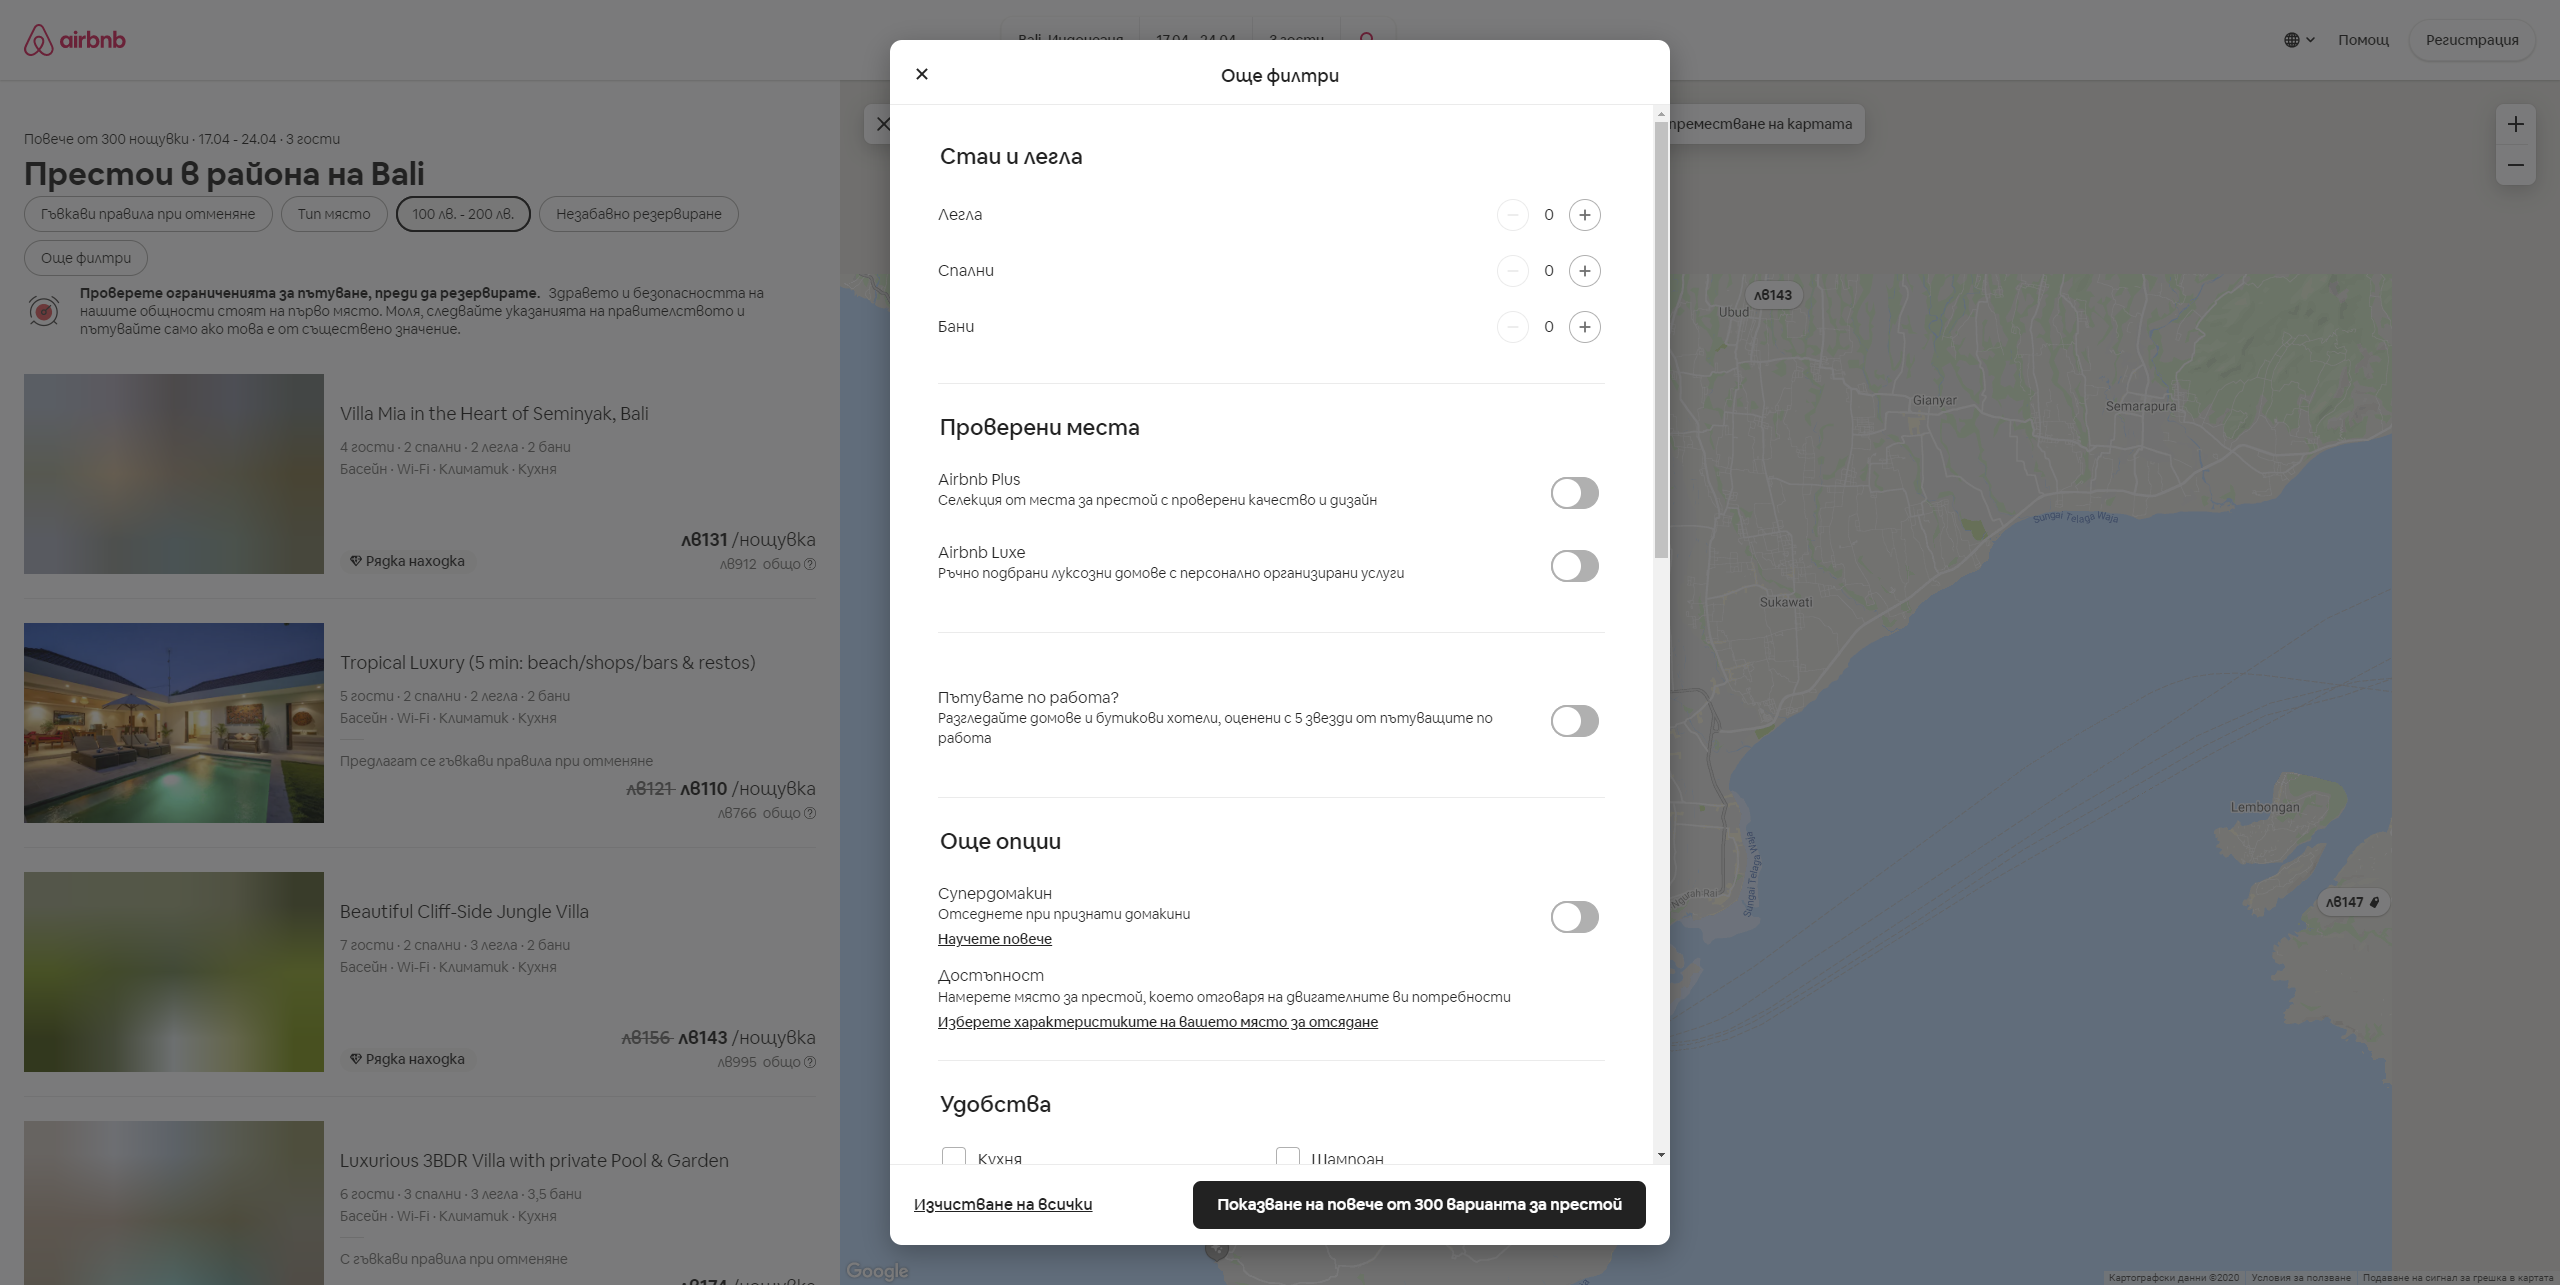 airbnb
Помощ
Регистрация
Повече от 300 нощувки · 17.04 - 24.04 · 3 гости
Престои в района на Bali
Гъвкави правила при отменяне
Тип място
100 лв. - 200 лв.
Незабавно резервиране
Още филтри
Проверете ограниченията за пътуване, преди да резервирате. Здравето и безопасността на
нашите общности стоят на първо място. Моля, следвайте указанията на правителството и
пътувайте само ако това е от съществено значение.
Villa Mia in the Heart of Seminyak, Bali
4 гости · 2 спални · 2 легла · 2 бани
Басейн · Wi-Fi · Климатик · Кухня
лв131 /нощувка
Рядка находка
лв912 общо
Tropical Luxury (5 min: beach/shops/bars & restos)
5 гости · 2 спални · 2 легла · 2 бани
Басейн · Wi-Fi · Климатик · Кухня
Предлагат се гъвкави правила при отменяне
лв121 лв110 /нощувка
лв766 общо
Beautiful Cliff-Side Jungle Villa
7 гости · 2 спални · 3 легла · 2 бани
Басейн · Wi-Fi · Климатик · Кухня
лв156 лв143 /нощувка
Рядка находка
лв995 общо
Luxurious 3BDR Villa with private Pool & Garden
6 гости · 3 спални · 3 легла · 3,5 бани
Басейн · Wi-Fi · Климатик · Кухня
С гъвкави правила при отменяне
Още филтри
Стаи и легла
Легла
0
Спални
0
Бани
0
Проверени места
Airbnb Plus
Селекция от места за престой с проверени качество и дизайн
Airbnb Luxe
Ръчно подбрани луксозни домове с персонално организирани услуги
Пътувате по работа?
Разгледайте домове и бутикови хотели, оценени с 5 звезди от пътуващите по
работа
Още опции
Супердомакин
Отседнете при признати домакини
Научете повече
Достъпност
Намерете място за престой, което отговаря на двигателните ви потребности
Изберете характеристиките на вашето място за отсядане
Удобства
Кухня
Шампоан
Изчистване на всички
Показване на повече от 300 варианта за престой
преместване на картата
лв143
Ubud
Gianyar
Semarapura
Sungai Telaga Waja
Sukawati
Lembongan
Sungai Telaga Waja
Ngurah Rai
лв147
Google
Картографски данни ©2020
Условия за ползване
Подаване на сигнал за грешка в картата